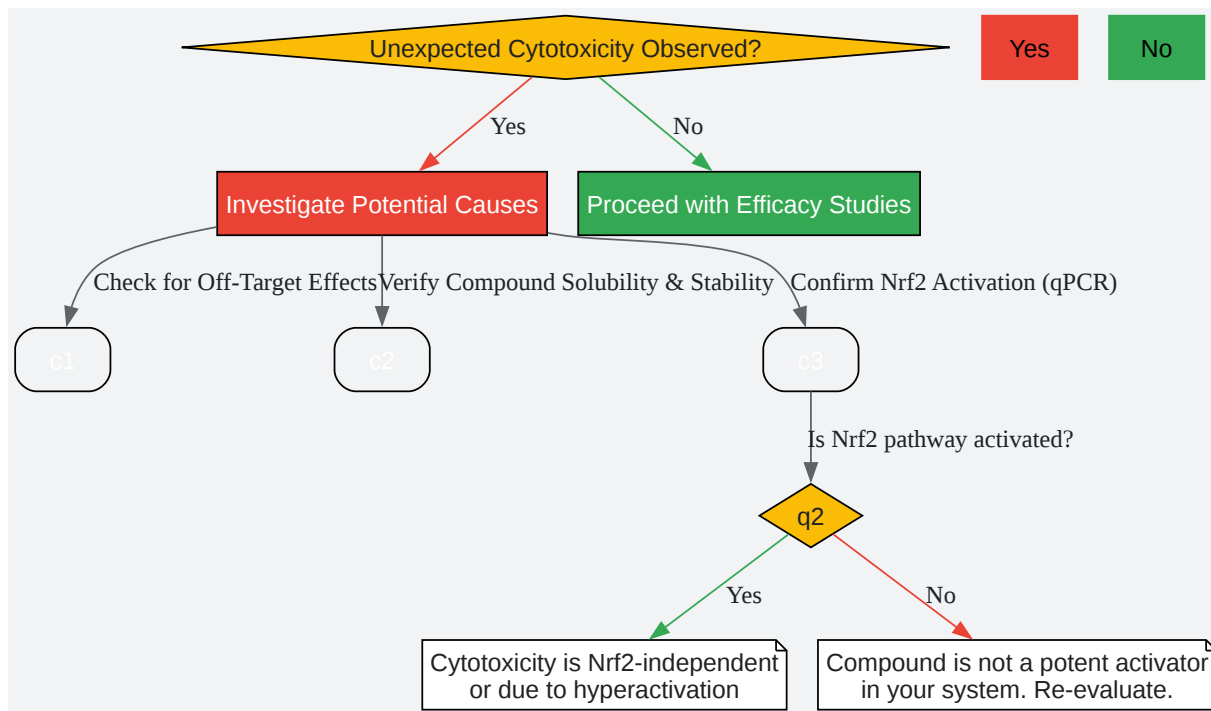 Unexpected Cytotoxicity Observed?
Yes
No
Yes
No
Investigate Potential Causes
Proceed with Efficacy Studies
Check for Off-Target Effects
Verify Compound Solubility & Stability
Confirm Nrf2 Activation (qPCR)
c1
c2
c3
Is Nrf2 pathway activated?
q2
Yes
No
Cytotoxicity is Nrf2-independent
or due to hyperactivation
Compound is not a potent activator
in your system. Re-evaluate.